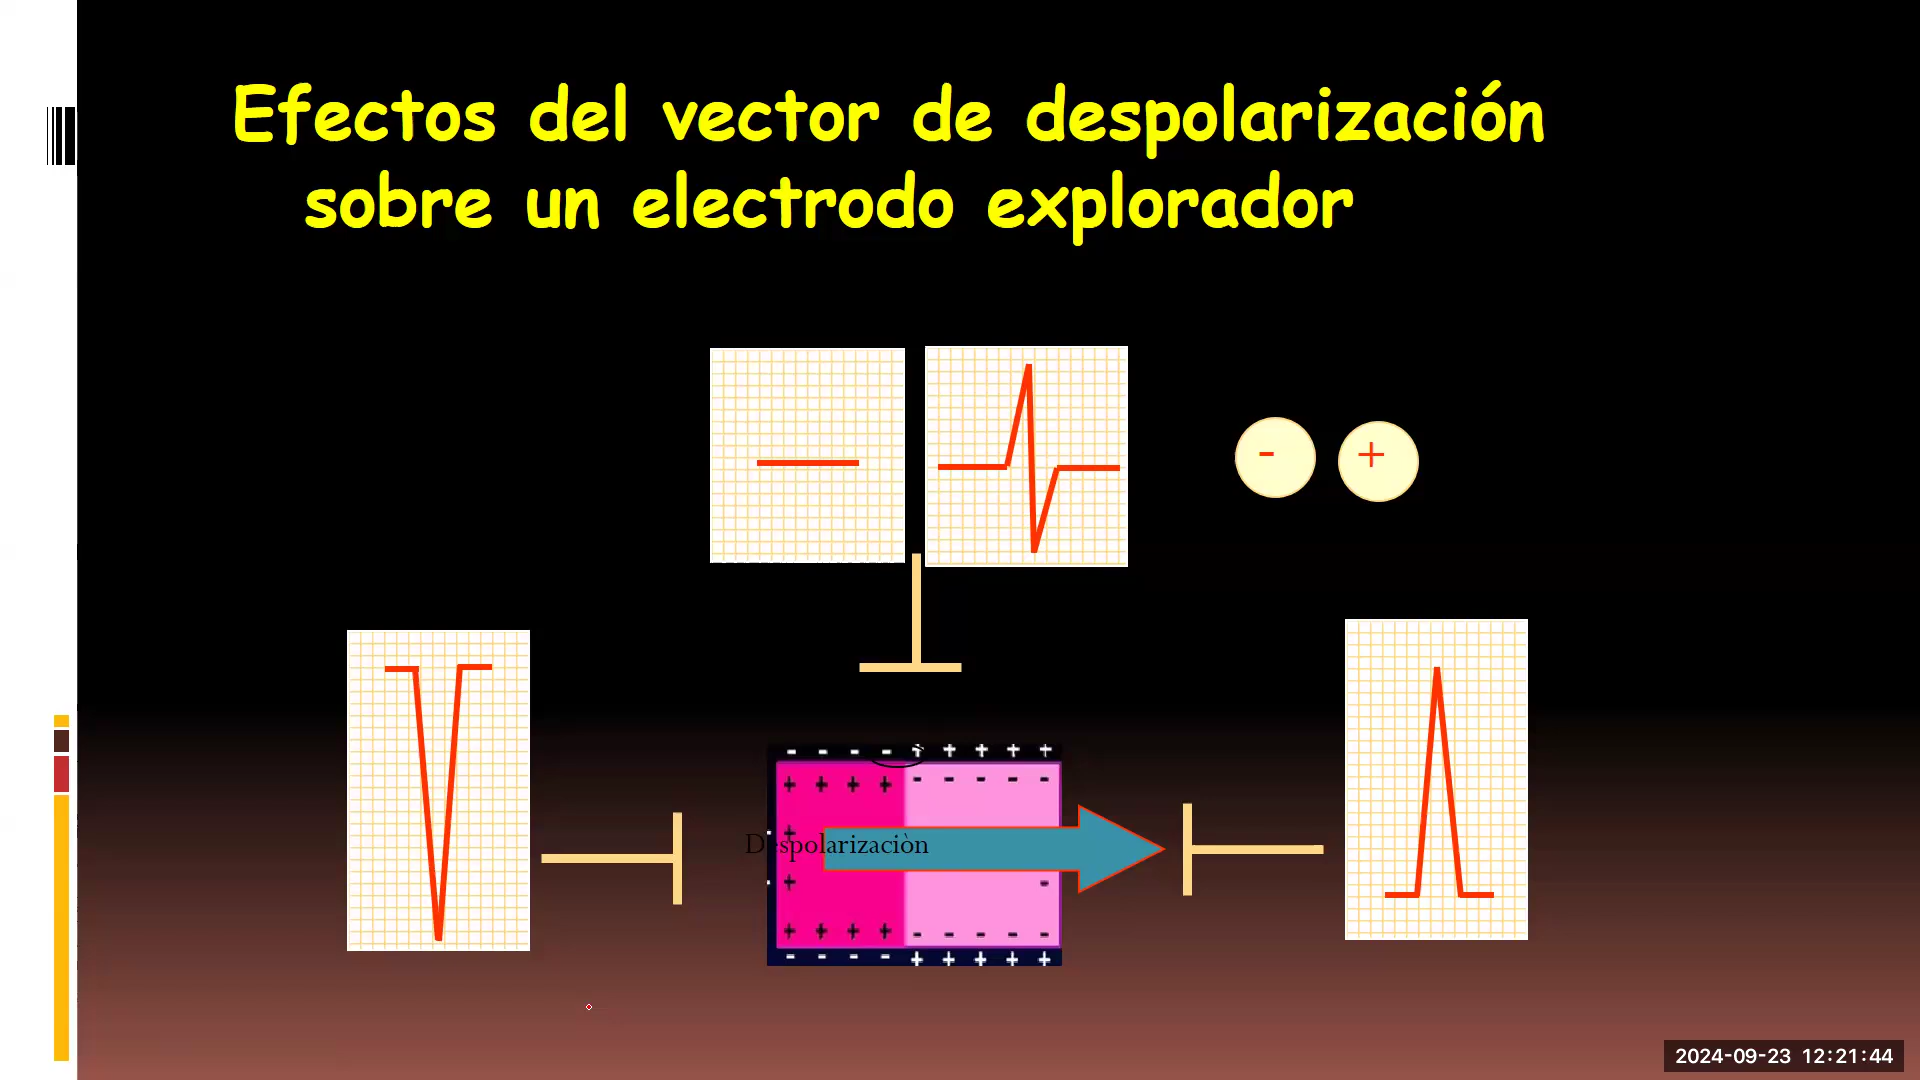 Efectos del vector de despolarización
sobre un electrodo explorador
- +
- - - - + + + + +
+ + + + - - - - -
+
Despolarizaciòn
+ -
+ + + + - - - - -
- - - - + + + + +
2024-09-23 12:21:44